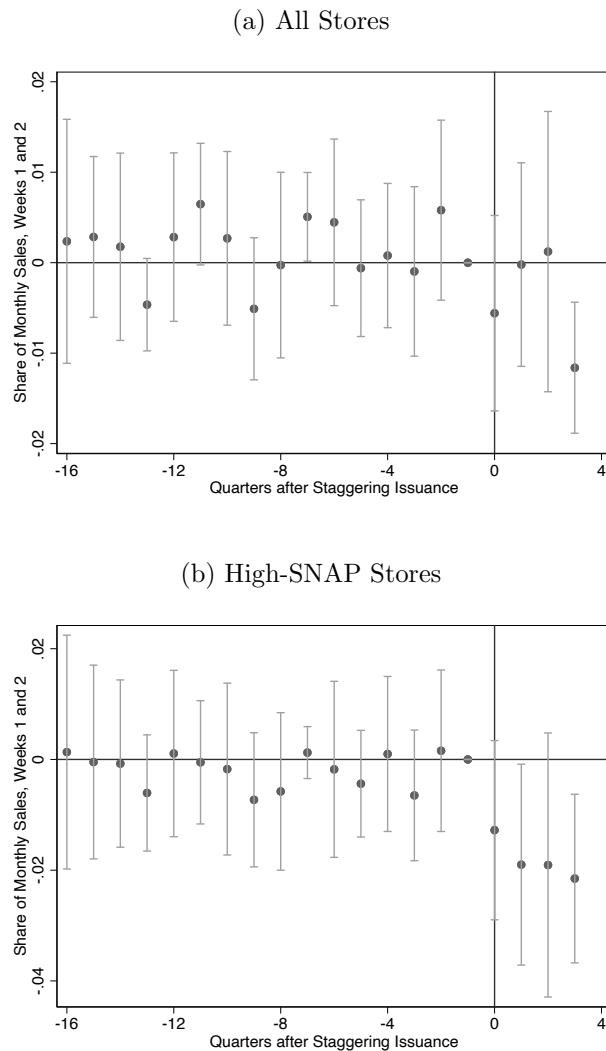 (a) All Stores
Share of Monthly Sales, Weeks 1 and 2
.02
.01
0
-.01
-.02
-16 -12 -8 -4 0 4
Quarters after Staggering Issuance
(b) High-SNAP Stores
Share of Monthly Sales, Weeks 1 and 2
.02
0
-.02
-.04
-16 -12 -8 -4 0 4
Quarters after Staggering Issuance